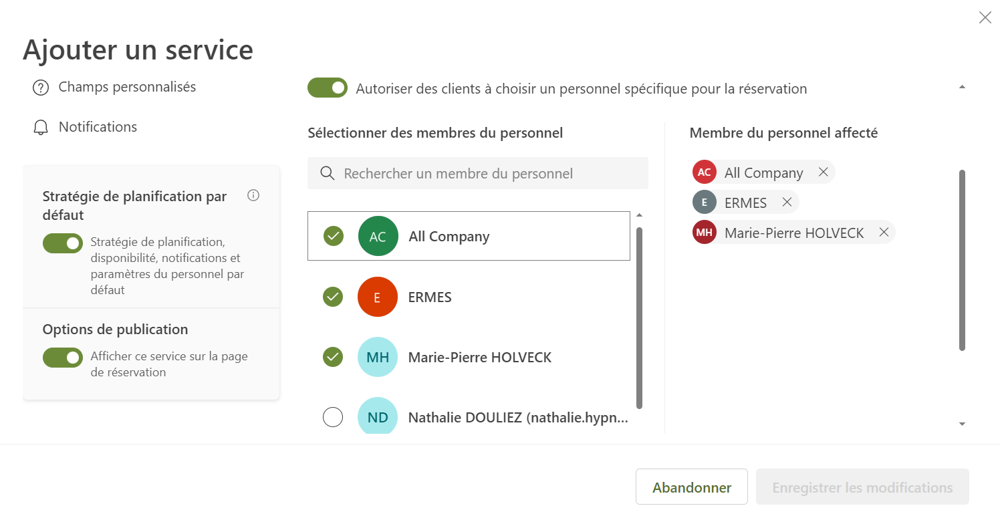 Ajouter un service
Champs personnalisés
Notifications
Stratégie de planification par
défaut
Stratégie de planification,
disponibilité, notifications et
paramètres du personnel par
défaut
Options de publication
Afficher ce service sur la page
de réservation
Autoriser des clients à choisir un personnel spécifique pour la réservation
Sélectionner des membres du personnel
Rechercher un membre du personnel
AC All Company
E ERMES
MH Marie-Pierre HOLVECK
ND Nathalie DOULIEZ (nathalie.hypn...
Membre du personnel affecté
AC All Company
E ERMES
MH Marie-Pierre HOLVECK
Abandonner
Enregistrer les modifications